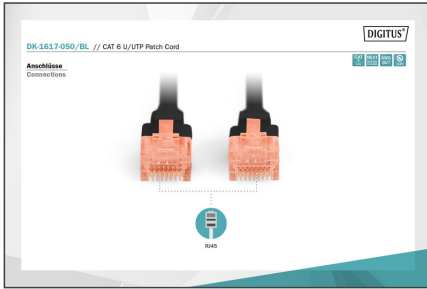 DIGITUS®
DK-1617-050/BL // CAT 6 U/UTP Patch Cord
Anschlüsse
Connections
RJ45